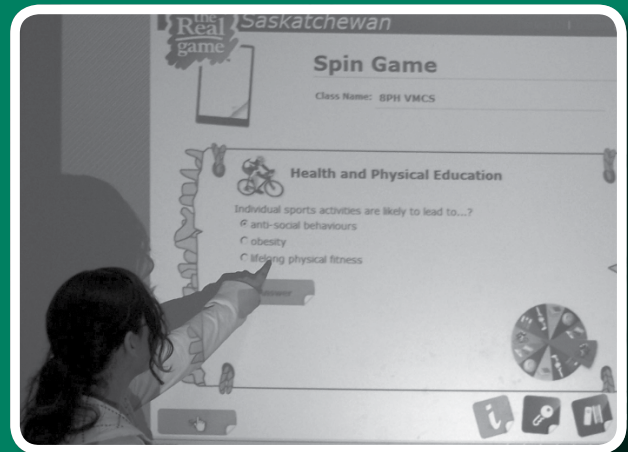 the
Real
game
Saskatchewan
Spin Game
Class Name: 8PH VMCS
Health and Physical Education
Individual sports activities are likely to lead to...?
anti-social behaviours
obesity
lifelong physical fitness
Answer
i